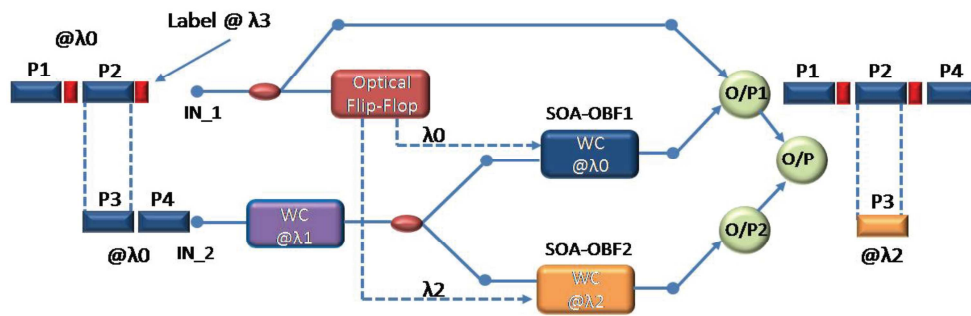 Label @ λ3
@λ0
P1
P2
IN_1
Optical
Flip-Flop
O/P1
P1
P2
P4
λ0
SOA-OBF1
WC
@λ0
O/P
P3
P4
@λ0
IN_2
WC
@λ1
SOA-OBF2
λ2
WC
@λ2
O/P2
P3
@λ2